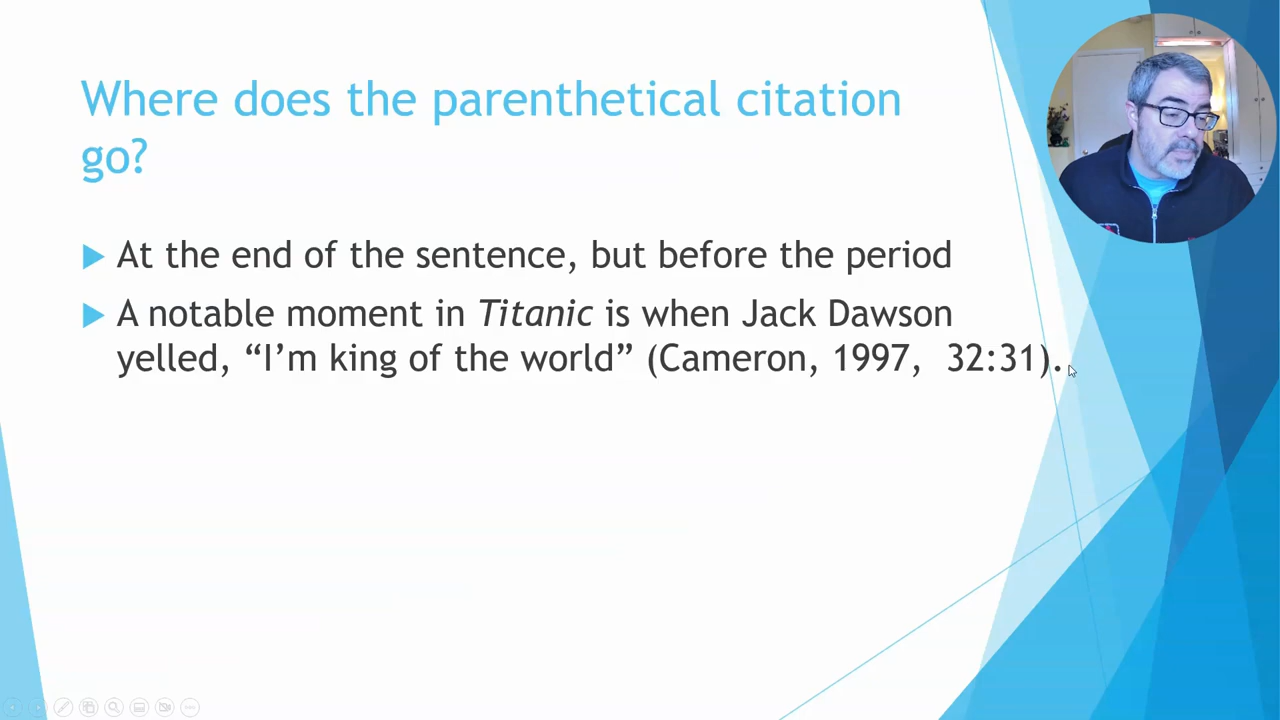 Where does the parenthetical citation
go?
At the end of the sentence, but before the period
A notable moment in Titanic is when Jack Dawson
yelled, “I’m king of the world” (Cameron, 1997,  32:31).